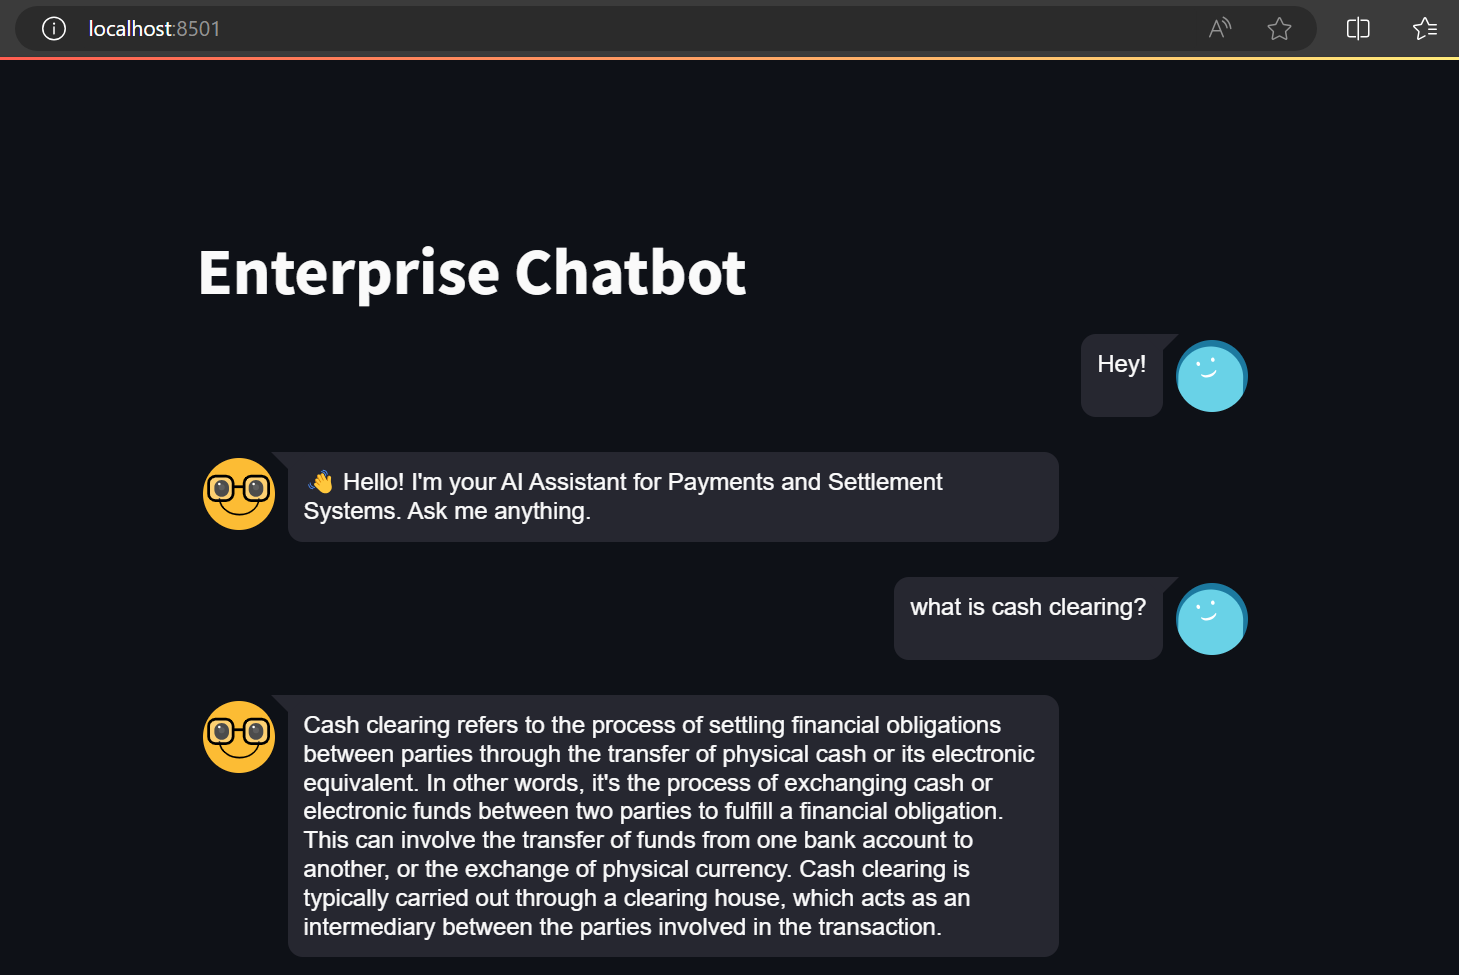 localhost:8501
Enterprise Chatbot
Hey!
👋 Hello! I'm your AI Assistant for Payments and Settlement
Systems. Ask me anything.
what is cash clearing?
Cash clearing refers to the process of settling financial obligations
between parties through the transfer of physical cash or its electronic
equivalent. In other words, it's the process of exchanging cash or
electronic funds between two parties to fulfill a financial obligation.
This can involve the transfer of funds from one bank account to
another, or the exchange of physical currency. Cash clearing is
typically carried out through a clearing house, which acts as an
intermediary between the parties involved in the transaction.